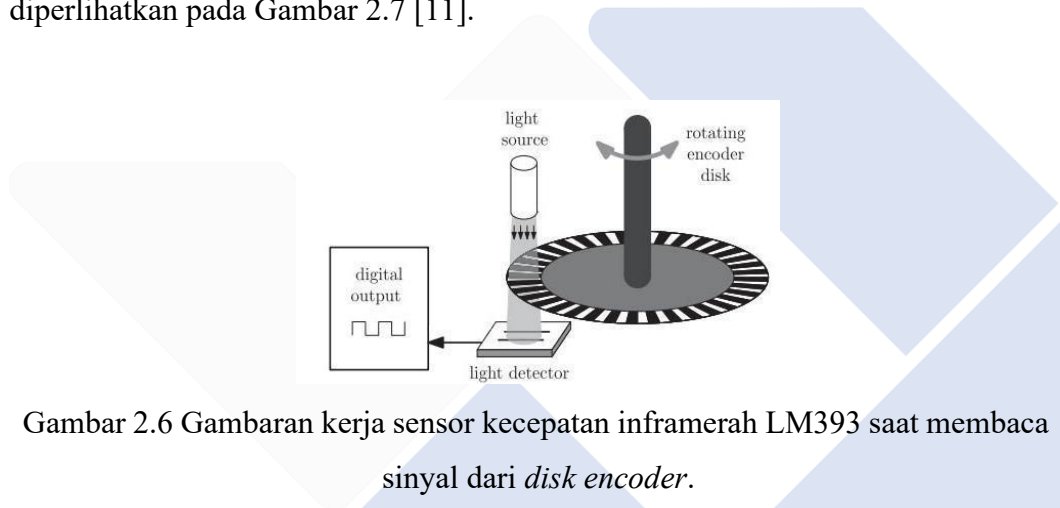 diperlihatkan pada Gambar 2.7 [11].
light
source
rotating
encoder
disk
digital
output
light detector
Gambar 2.6 Gambaran kerja sensor kecepatan inframerah LM393 saat membaca
sinyal dari disk encoder.